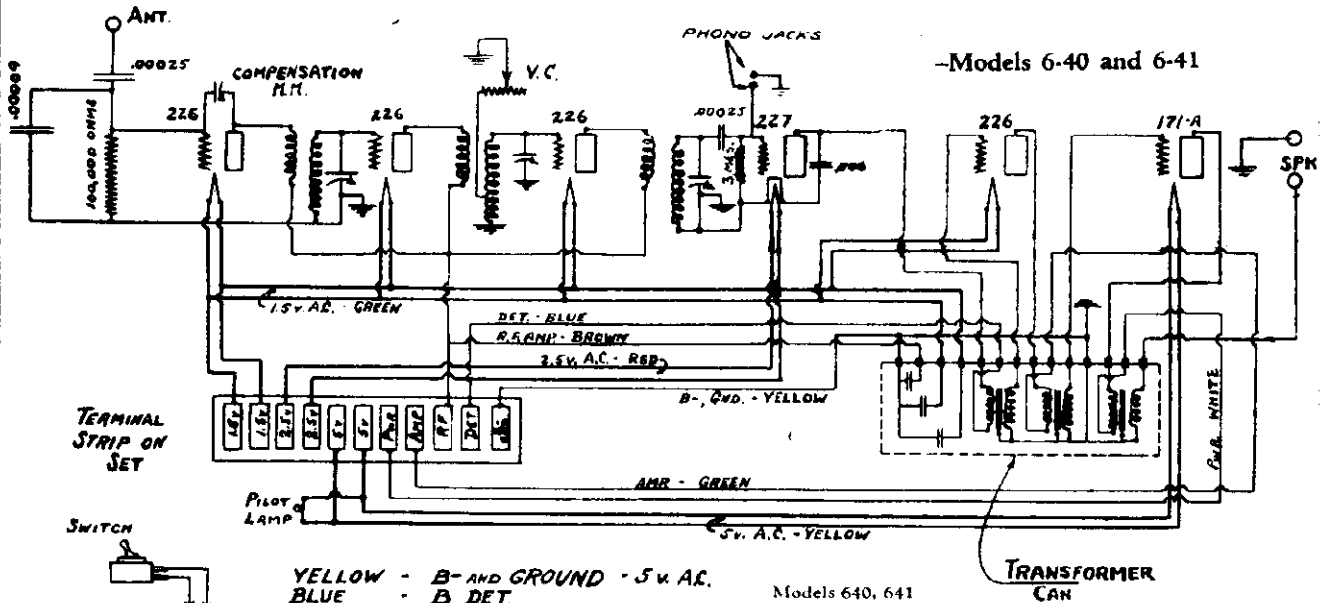 ANT.
.00025
.00009
COMPENSATION
M.M.
100,000 OHMS
226
226
V.C.
226
PHONO JACKS
.00025
227
3 MEG.
.006
–Models 6-40 and 6-41
226
171-A
SPK
1.5 v. A.C. - GREEN
DET. - BLUE
R.F. AMP - BROWN
2.5 v. A.C. - RED
B-, GND. - YELLOW
TERMINAL
STRIP ON
SET
1.5v
1.5v
2.5v
2.5v
5v
5v
PWR
AMP
RF
DET
PWR WHITE
AMP. - GREEN
PILOT
LAMP
5v. A.C. - YELLOW
SWITCH
TRANSFORMER
CAN
YELLOW - B- AND GROUND - 5 v. A.C.
BLUE - B DET.
Models 640, 641